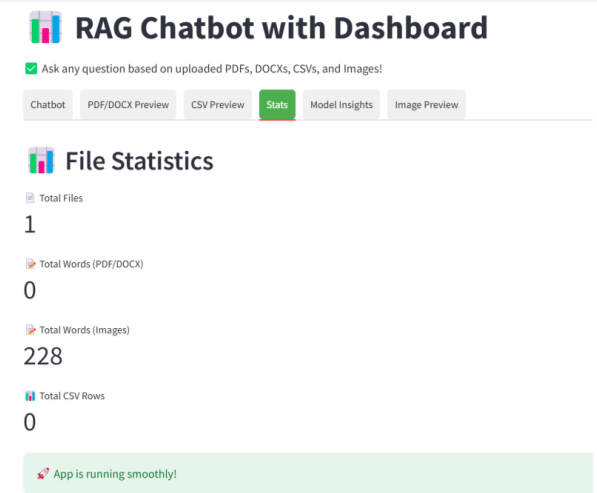 RAG Chatbot with Dashboard
Ask any question based on uploaded PDFs, DOCXs, CSVs, and Images!
Chatbot PDF/DOCX Preview CSV Preview Stats Model Insights Image Preview
File Statistics
Total Files
1
Total Words (PDF/DOCX)
0
Total Words (Images)
228
Total CSV Rows
0
App is running smoothly!